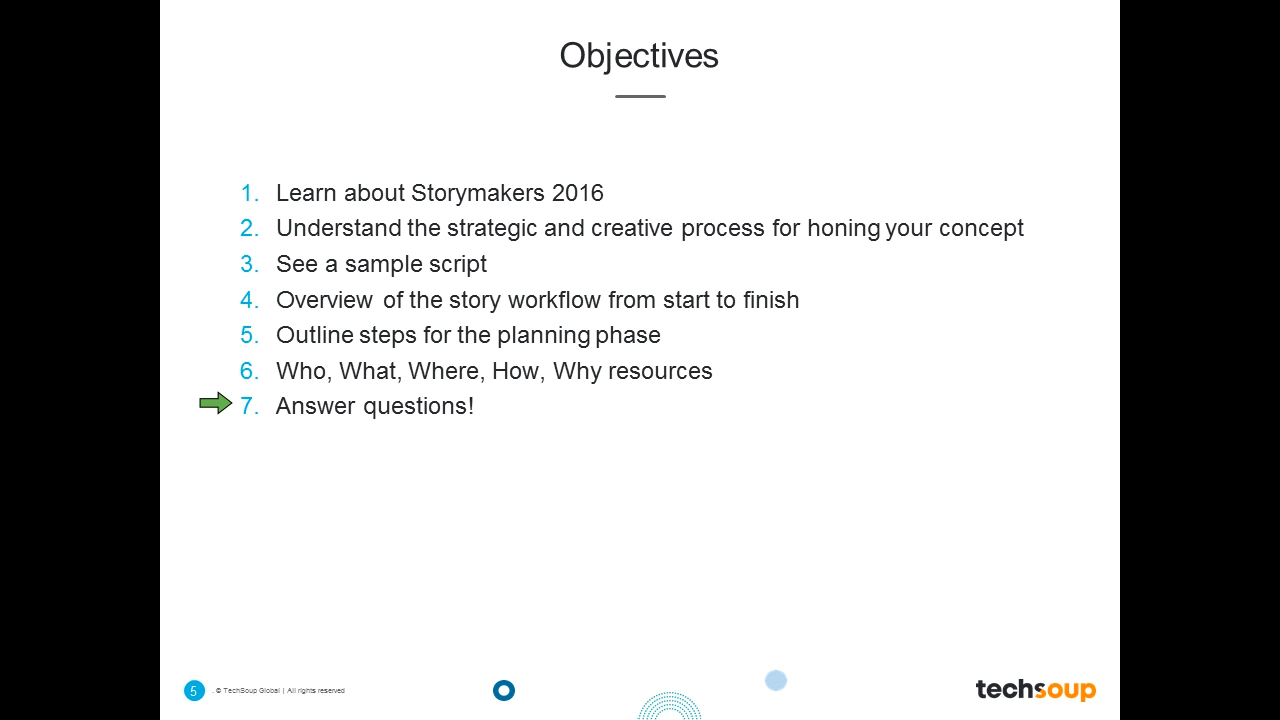 Objectives
1. Learn about Storymakers 2016
2. Understand the strategic and creative process for honing your concept
3. See a sample script
4. Overview of the story workflow from start to finish
5. Outline steps for the planning phase
6. Who, What, Where, How, Why resources
7. Answer questions!
5 . © TechSoup Global | All rights reserved
techsoup